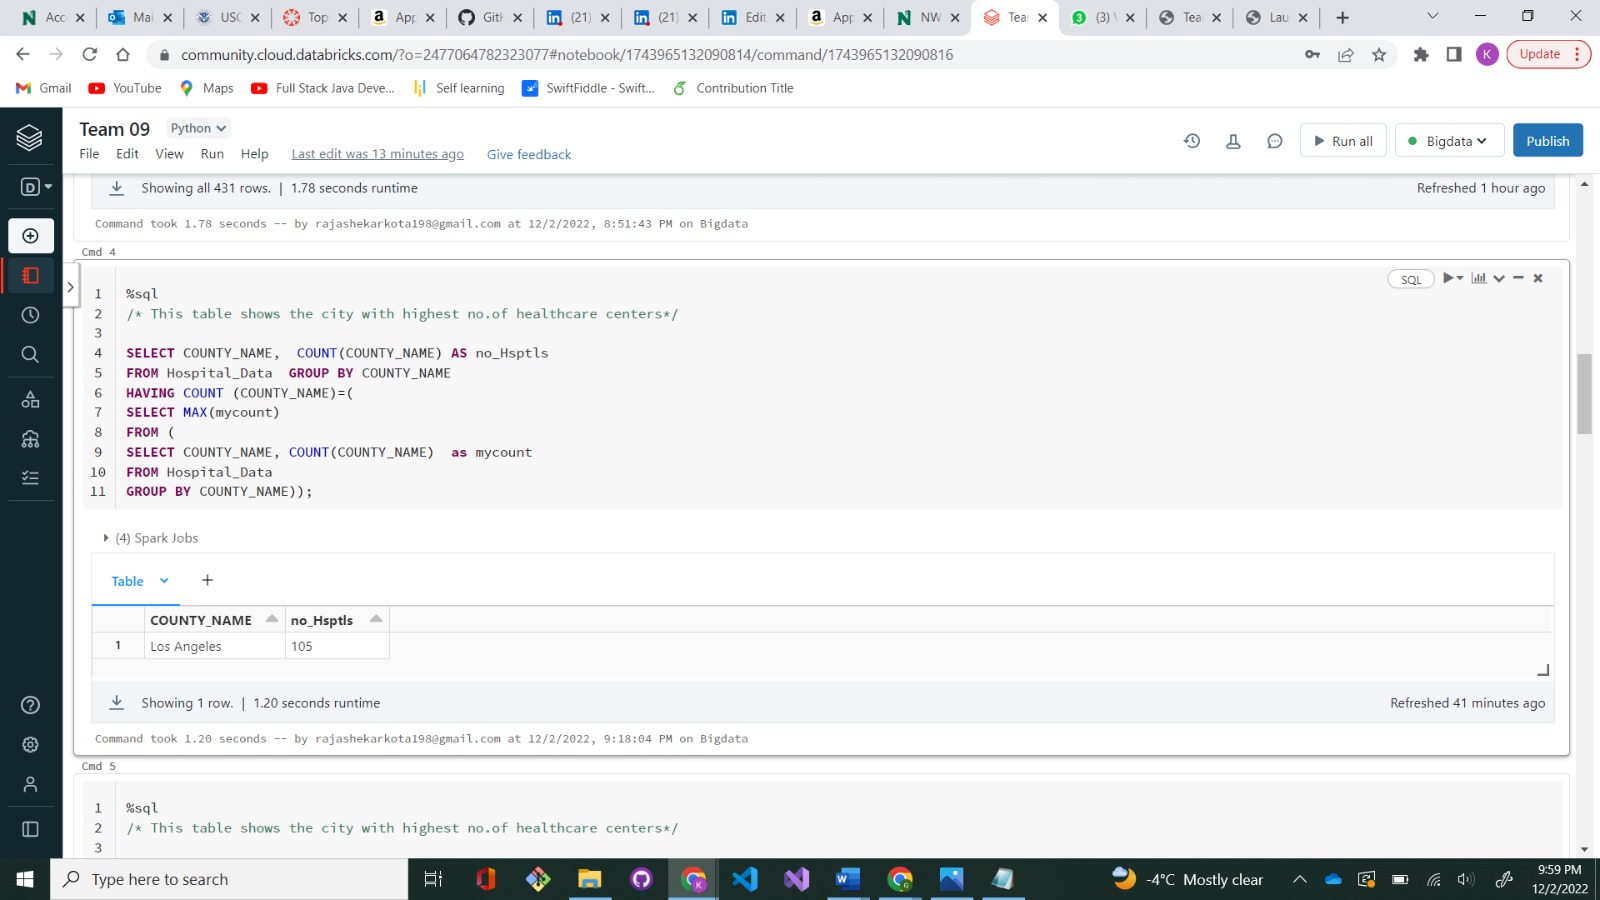 Acc
Mai
USC
Top
App
Gitl
(21)
(21)
Edit
App
NW
Tea
(3)
Tea
Lau
community.cloud.databricks.com/?o=2477064782323077#notebook/1743965132090814/command/1743965132090816
K
Update
Gmail
YouTube
Maps
Full Stack Java Deve...
Self learning
SwiftFiddle - Swift...
Contribution Title
Team 09
Python
File Edit View Run Help Last edit was 13 minutes ago Give feedback
Run all
Bigdata
Publish
D
Showing all 431 rows. | 1.78 seconds runtime
Refreshed 1 hour ago
Command took 1.78 seconds -- by rajashekarkota198@gmail.com at 12/2/2022, 8:51:43 PM on Bigdata
Cmd 4
SQL
1 %sql
2 /* This table shows the city with highest no.of healthcare centers*/
3
4 SELECT COUNTY_NAME, COUNT(COUNTY_NAME) AS no_Hsptls
5 FROM Hospital_Data GROUP BY COUNTY_NAME
6 HAVING COUNT (COUNTY_NAME)=(
7 SELECT MAX(mycount)
8 FROM (
9 SELECT COUNTY_NAME, COUNT(COUNTY_NAME) as mycount
10 FROM Hospital_Data
11 GROUP BY COUNTY_NAME));
(4) Spark Jobs
Table +
COUNTY_NAME no_Hsptls
1 Los Angeles 105
Showing 1 row. | 1.20 seconds runtime
Refreshed 41 minutes ago
Command took 1.20 seconds -- by rajashekarkota198@gmail.com at 12/2/2022, 9:18:04 PM on Bigdata
Cmd 5
1 %sql
2 /* This table shows the city with highest no.of healthcare centers*/
3
Type here to search
-4°C Mostly clear
9:59 PM
12/2/2022